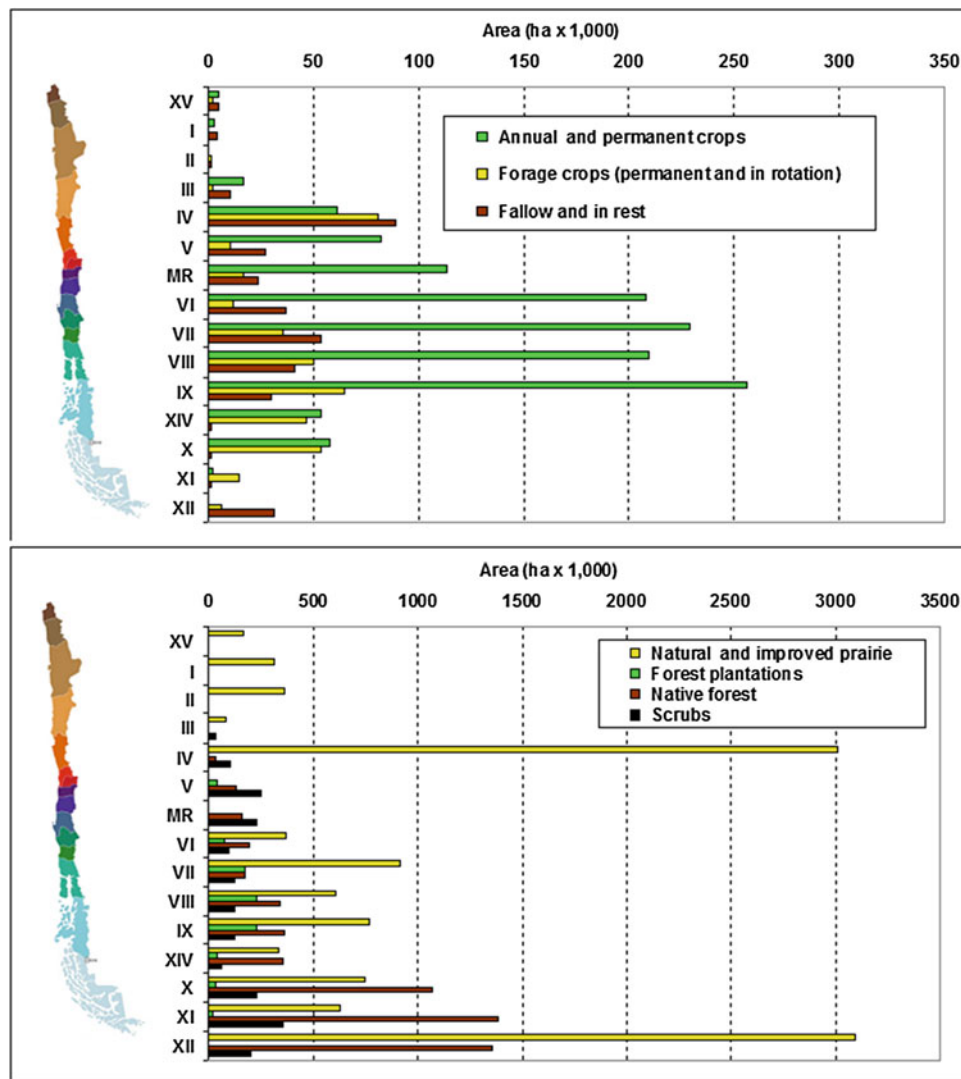 Area (ha x 1,000)
0 50 100 150 200 250 300 350
XV
I
II
III
IV
V
MR
VI
VII
VIII
IX
XIV
X
XI
XII
Annual and permanent crops
Forage crops (permanent and in rotation)
Fallow and in rest
Area (ha x 1,000)
0 500 1000 1500 2000 2500 3000 3500
XV
I
II
III
IV
V
MR
VI
VII
VIII
IX
XIV
X
XI
XII
Natural and improved prairie
Forest plantations
Native forest
Scrubs